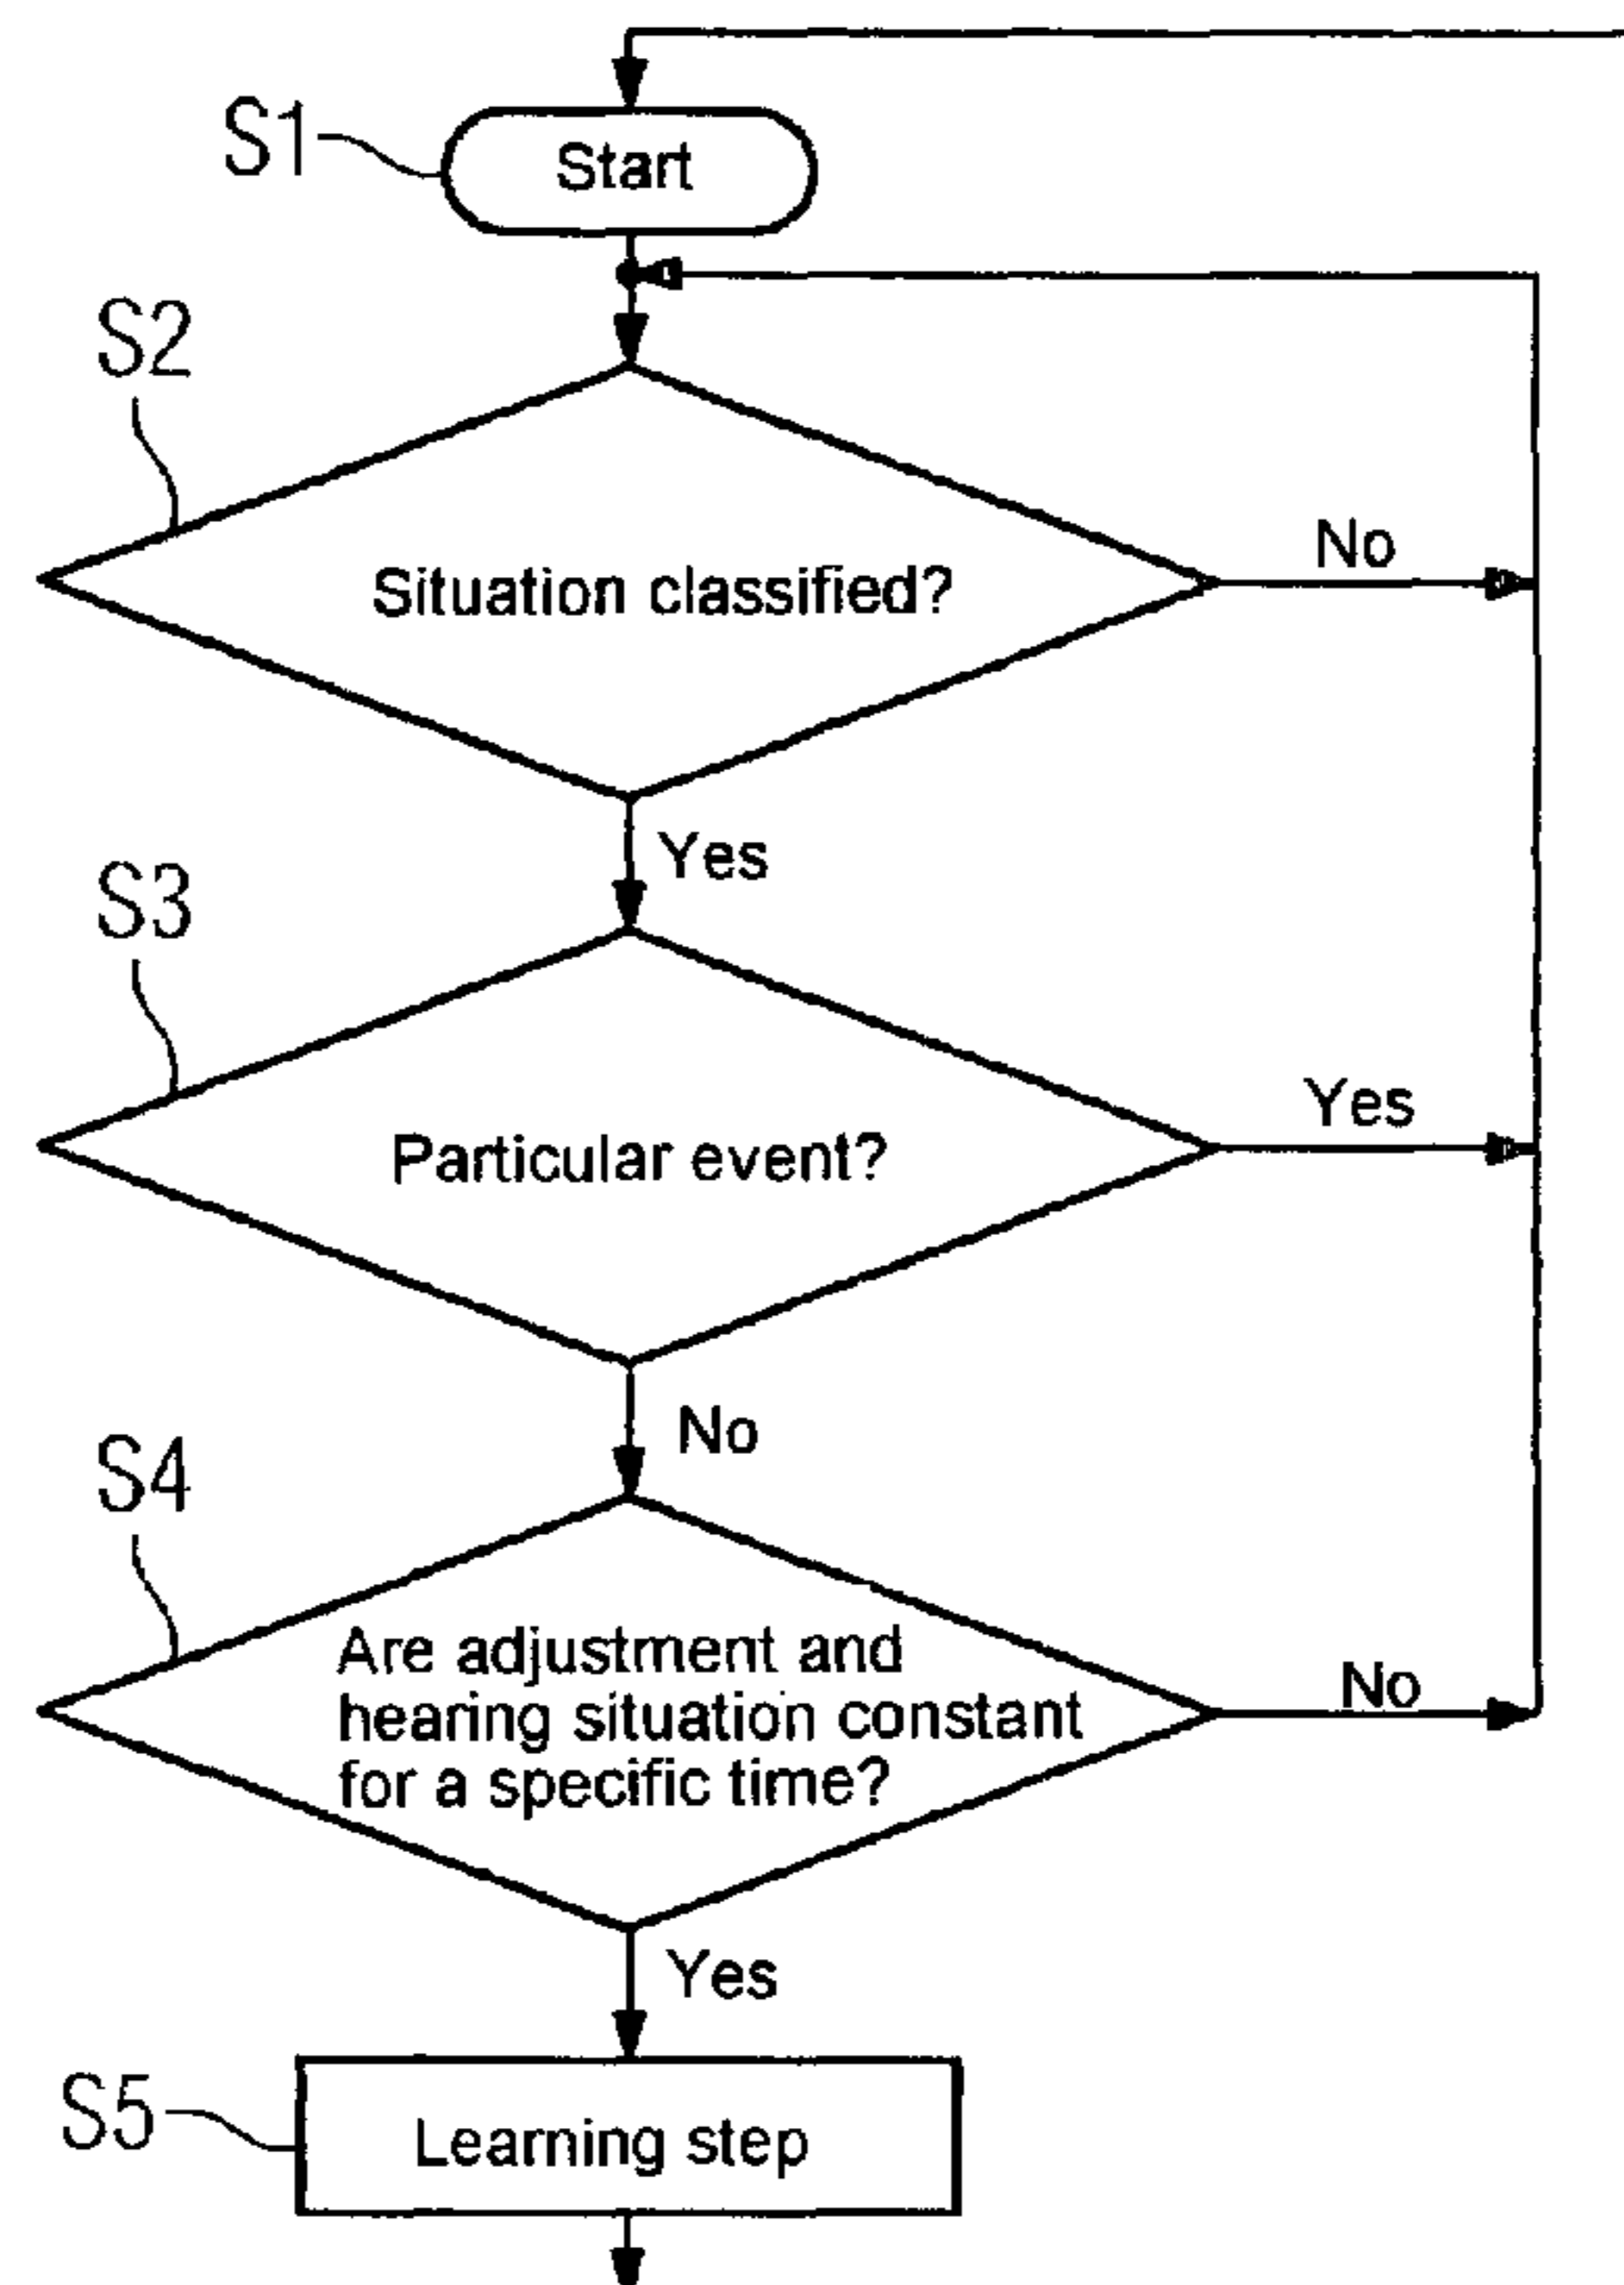 S1
Start
S2
Situation classified?
No
Yes
S3
Particular event?
Yes
No
S4
Are adjustment and
hearing situation constant
for a specific time?
No
Yes
S5
Learning step